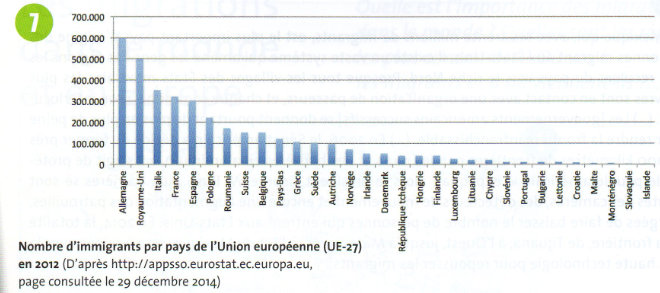 7
700.000
600.000
500.000
400.000
300.000
200.000
100.000
0
Allemagne
Royaume-Uni
Italie
France
Espagne
Pologne
Roumanie
Suisse
Belgique
Pays-Bas
Grèce
Suède
Autriche
Norvège
Irlande
Danemark
République tchèque
Hongrie
Finlande
Luxembourg
Lituanie
Chypre
Slovénie
Portugal
Bulgarie
Lettonie
Croatie
Malte
Monténégro
Slovaquie
Islande
Nombre d'immigrants par pays de l'Union européenne (UE-27)
en 2012 (D'après http://appsso.eurostat.ec.europa.eu,
page consultée le 29 décembre 2014)